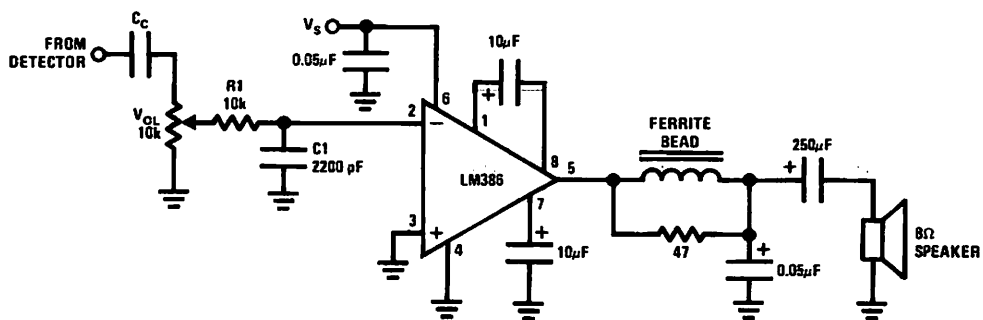 FROM
DETECTOR
CC
VOL
10k
R1
10k
C1
2200 pF
VS
0.05μF
10μF
+
6
2
−
1
8
5
LM386
7
3
+
4
+
10μF
FERRITE
BEAD
47
+
250μF
+
0.05μF
8Ω
SPEAKER